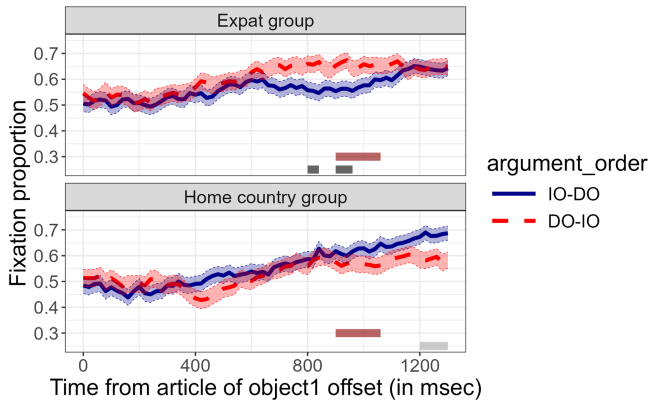 Expat group
0.7
0.6
0.5
0.4
0.3
Home country group
0.7
0.6
0.5
0.4
0.3
0 400 800 1200
Fixation proportion
Time from article of object1 offset (in msec)
argument_order
IO-DO
DO-IO